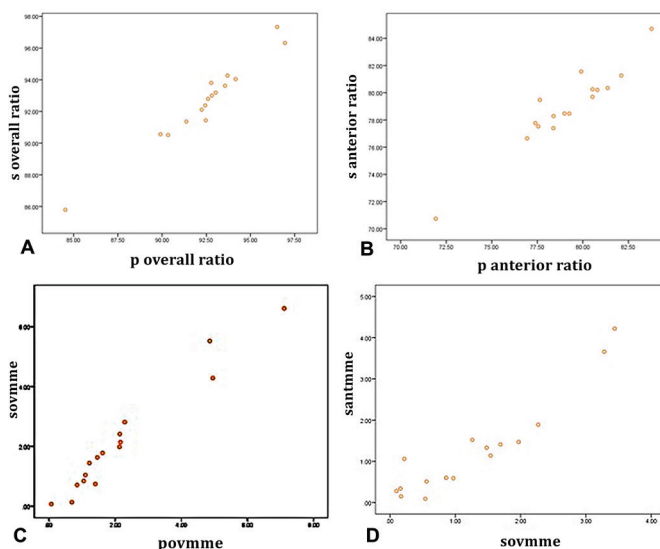 s overall ratio
98.00
96.00
94.00
92.00
90.00
88.00
86.00
85.00 87.50 90.00 92.50 95.00 97.50
A
p overall ratio
s anterior ratio
84.00
82.00
80.00
78.00
76.00
74.00
72.00
70.00
70.00 72.50 75.00 77.50 80.00 82.50
B
p anterior ratio
sovmme
6.00
4.00
2.00
.00
.00 2.00 4.00 6.00 8.00
C
povmme
santmme
5.00
4.00
3.00
2.00
1.00
.00
.00 1.00 2.00 3.00 4.00
D
sovmme